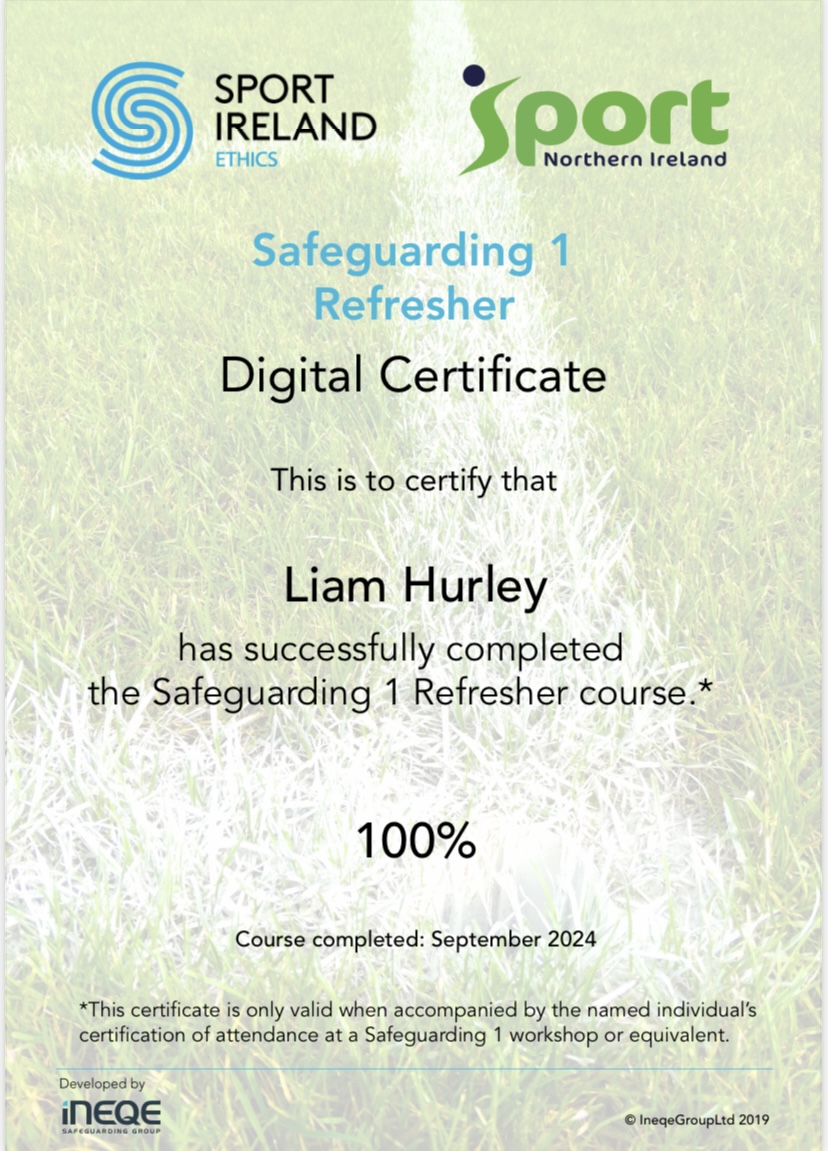 SPORT
IRELAND
ETHICS
Sport
Northern Ireland
Safeguarding 1
Refresher
Digital Certificate
This is to certify that
Liam Hurley
has successfully completed
the Safeguarding 1 Refresher course.*
100%
Course completed: September 2024
*This certificate is only valid when accompanied by the named individual’s
certification of attendance at a Safeguarding 1 workshop or equivalent.
Developed by
iNEQE
SAFEGUARDING GROUP
© IneqeGroupLtd 2019